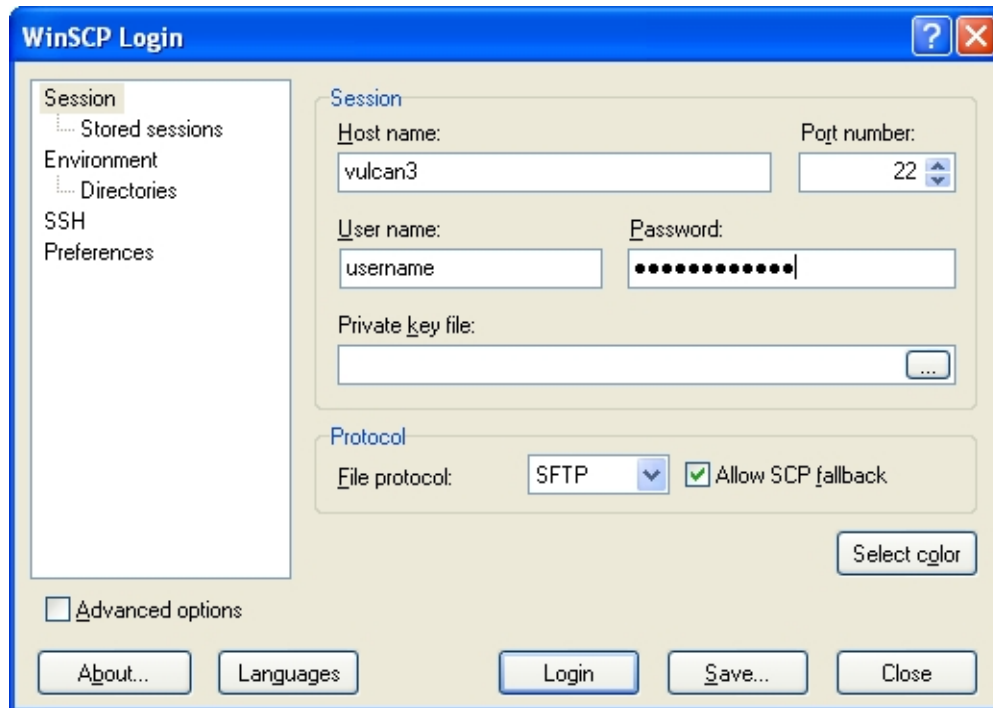 WinSCP Login
Session
Stored sessions
Environment
Directories
SSH
Preferences
Session
Host name:
Port number:
vulcan3
22
User name:
Password:
username
●●●●●●●●●●●●
Private key file:
...
Protocol
File protocol:
SFTP
Allow SCP fallback
Select color
Advanced options
About...
Languages
Login
Save...
Close